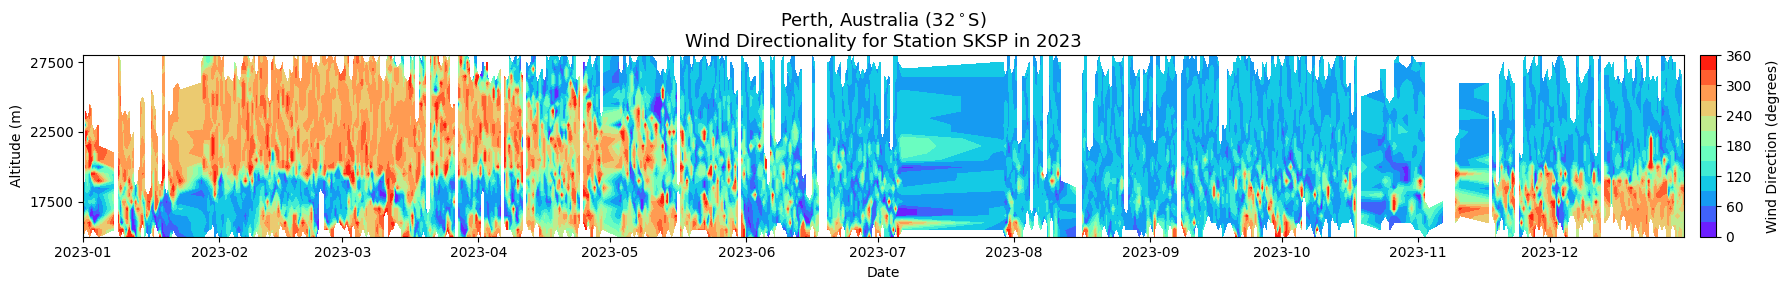 Perth, Australia (32°S)
Wind Directionality for Station SKSP in 2023
27500
22500
17500
Altitude (m)
2023-01 2023-02 2023-03 2023-04 2023-05 2023-06 2023-07 2023-08 2023-09 2023-10 2023-11 2023-12
Date
360
300
240
180
120
60
0
Wind Direction (degrees)